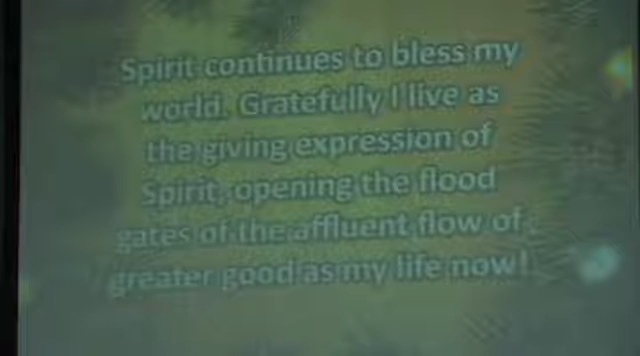 Spirit continues to bless my
world. Gratefully I live as
the giving expression of
Spirit, opening the flood
gates of the affluent flow of
greater good as my life now!